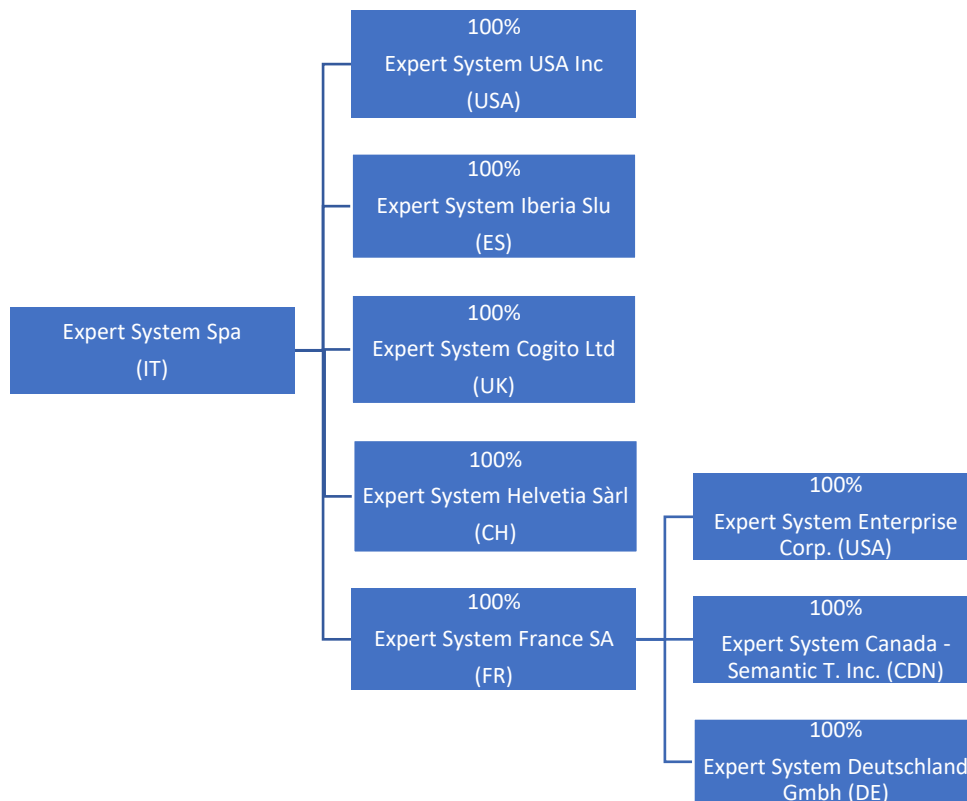 100%
Expert System USA Inc
(USA)
100%
Expert System Iberia Slu
(ES)
Expert System Spa
(IT)
100%
Expert System Cogito Ltd
(UK)
100%
Expert System Helvetia Sàrl
(CH)
100%
Expert System France SA
(FR)
100%
Expert System Enterprise
Corp. (USA)
100%
Expert System Canada -
Semantic T. Inc. (CDN)
100%
Expert System Deutschland
Gmbh (DE)